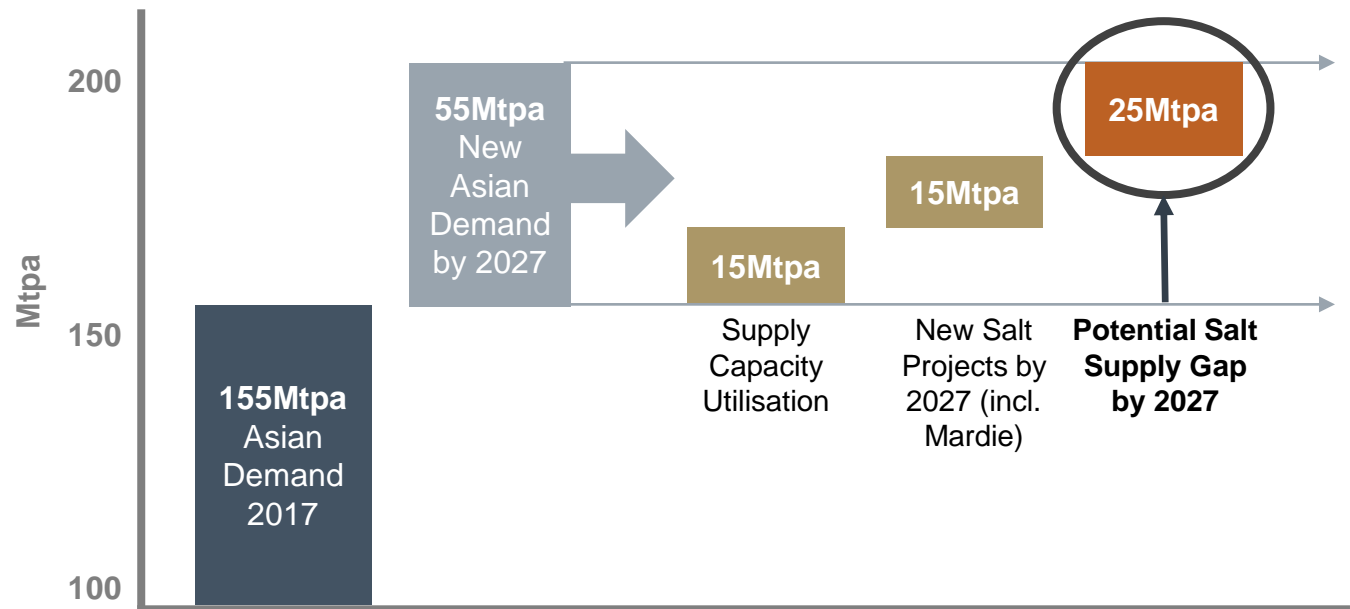 Mtpa
200
150
100
155Mtpa
Asian
Demand
2017
55Mtpa
New
Asian
Demand
by 2027
15Mtpa
Supply
Capacity
Utilisation
15Mtpa
New Salt
Projects by
2027 (incl.
Mardie)
25Mtpa
Potential Salt
Supply Gap
by 2027